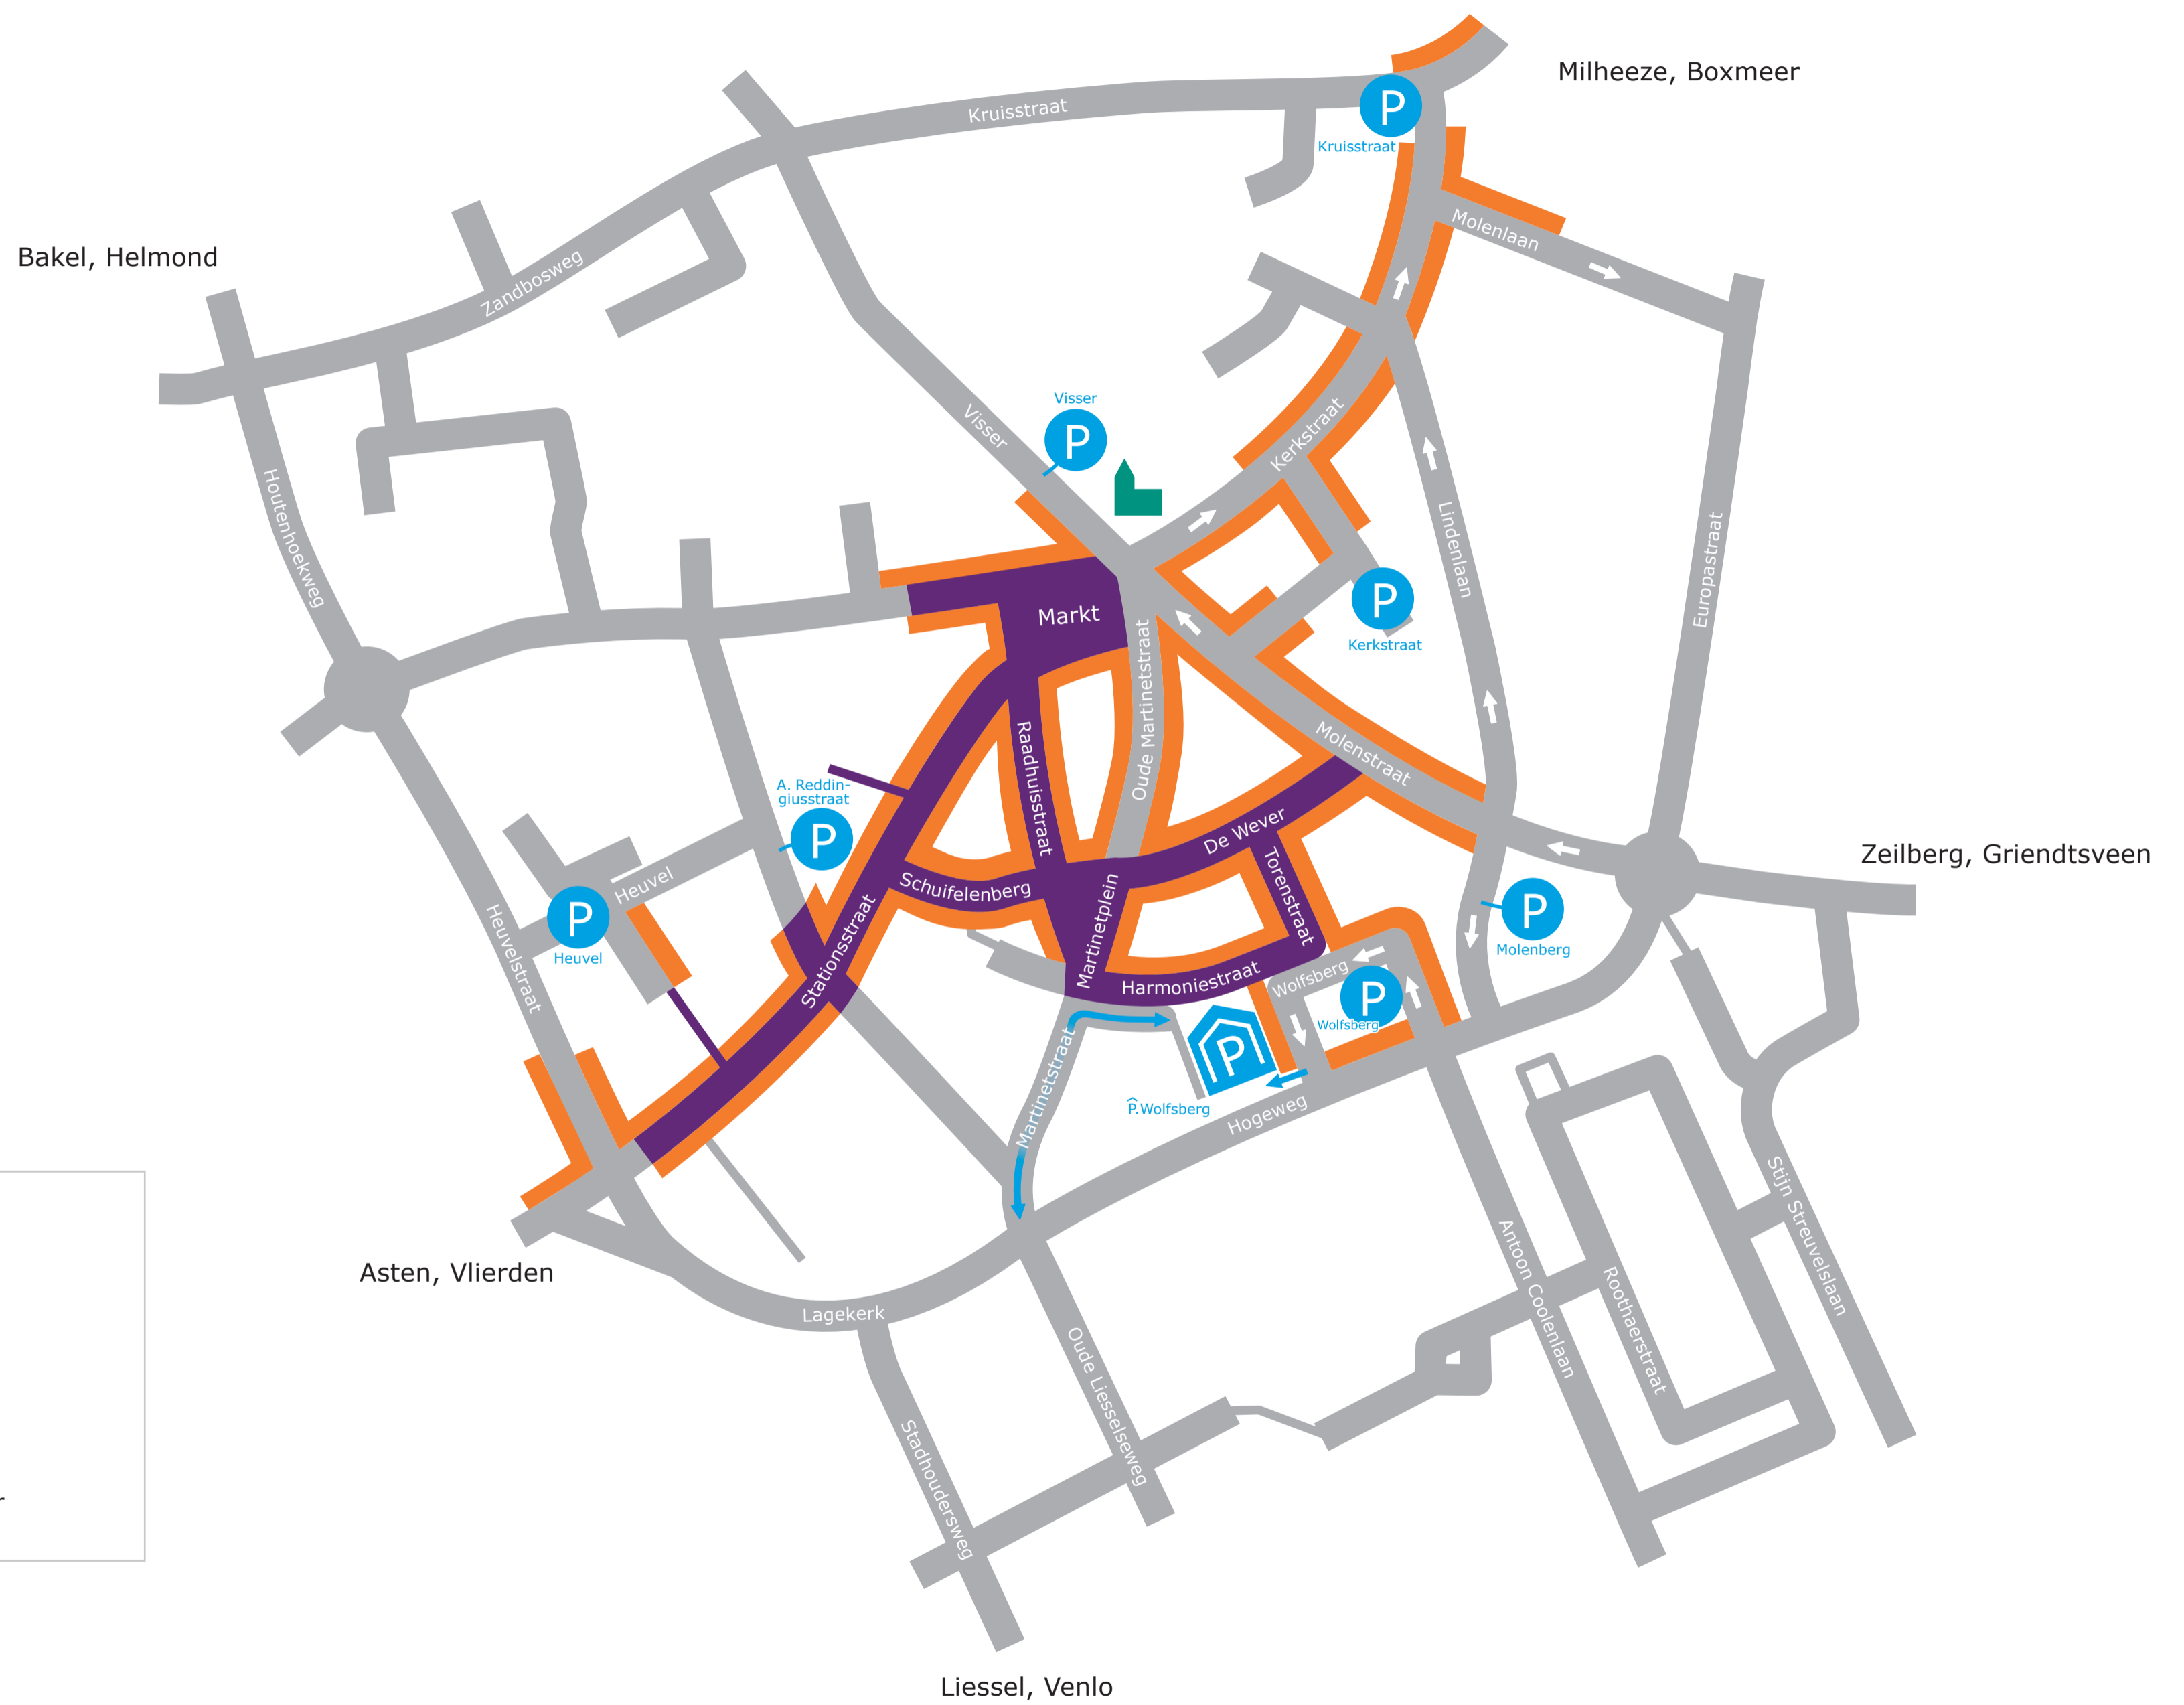 Milheeze, Boxmeer
Kruisstraat
P
Kruisstraat
Molenlaan
Bakel, Helmond
Zandbosweg
Visser
P
Visser
Kerkstraat
Houtenhoekweg
Lindenlaan
Europastraat
P
Kerkstraat
Markt
Oude Martinetstraat
Raadhuisstraat
Molenstraat
A. Reddin-
giusstraat
P
De Wever
Torenstraat
Zeilberg, Griendtsveen
Heuvel
P
Heuvel
Schuifelenberg
Martinetplein
P
Molenberg
Heuvelstraat
Stationsstraat
Harmoniestraat
Wolfsberg
P
Wolfsberg
Martinetstraat
P
P.Wolfsberg
Hogeweg
Asten, Vlierden
Lagekerk
Stijn Streuvelslaan
Antoon Coolenlaan
Roothaerstraat
Oude Liesselseweg
Stadhoudersweg
Liessel, Venlo